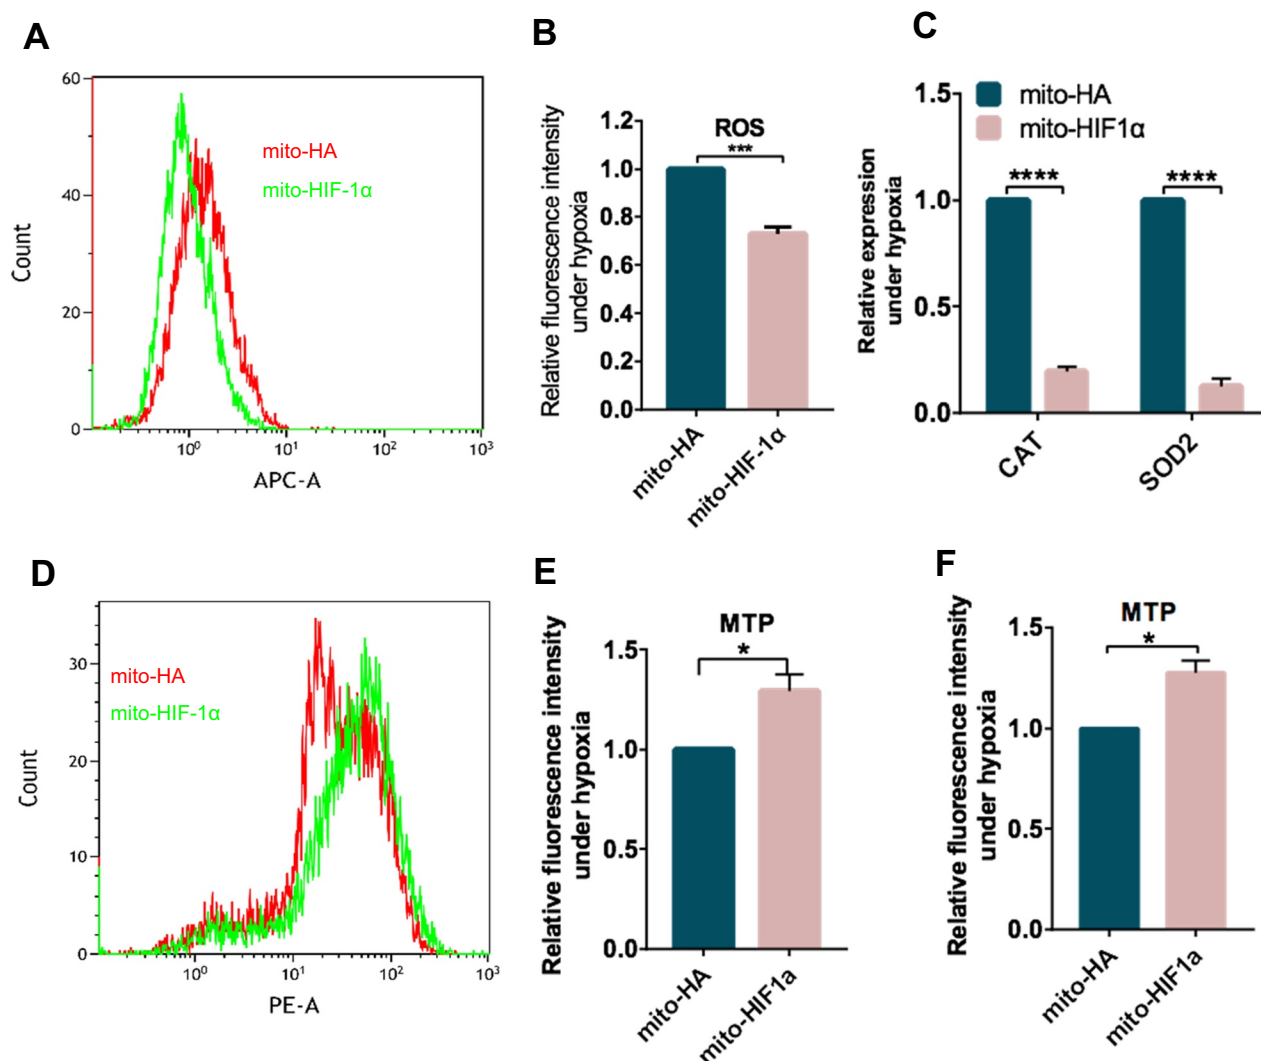 A
60
40
20
0
Count
mito-HA
mito-HIF-1α
10⁰
10¹
10²
10³
APC-A
B
Relative fluorescence intensity
under hypoxia
1.2
1.0
0.8
0.6
0.4
0.2
0.0
ROS
***
mito-HA
mito-HIF-1α
C
Relative expression
under hypoxia
1.5
1.0
0.5
0.0
mito-HA
mito-HIF1α
****
****
CAT
SOD2
D
30
20
10
0
Count
mito-HA
mito-HIF-1α
10⁰
10¹
10²
10³
PE-A
E
Relative fluorescence intensity
under hypoxia
1.5
1.0
0.5
0.0
MTP
*
mito-HA
mito-HIF1a
F
Relative fluorescence intensity
under hypoxia
1.5
1.0
0.5
0.0
MTP
*
mito-HA
mito-HIF1a